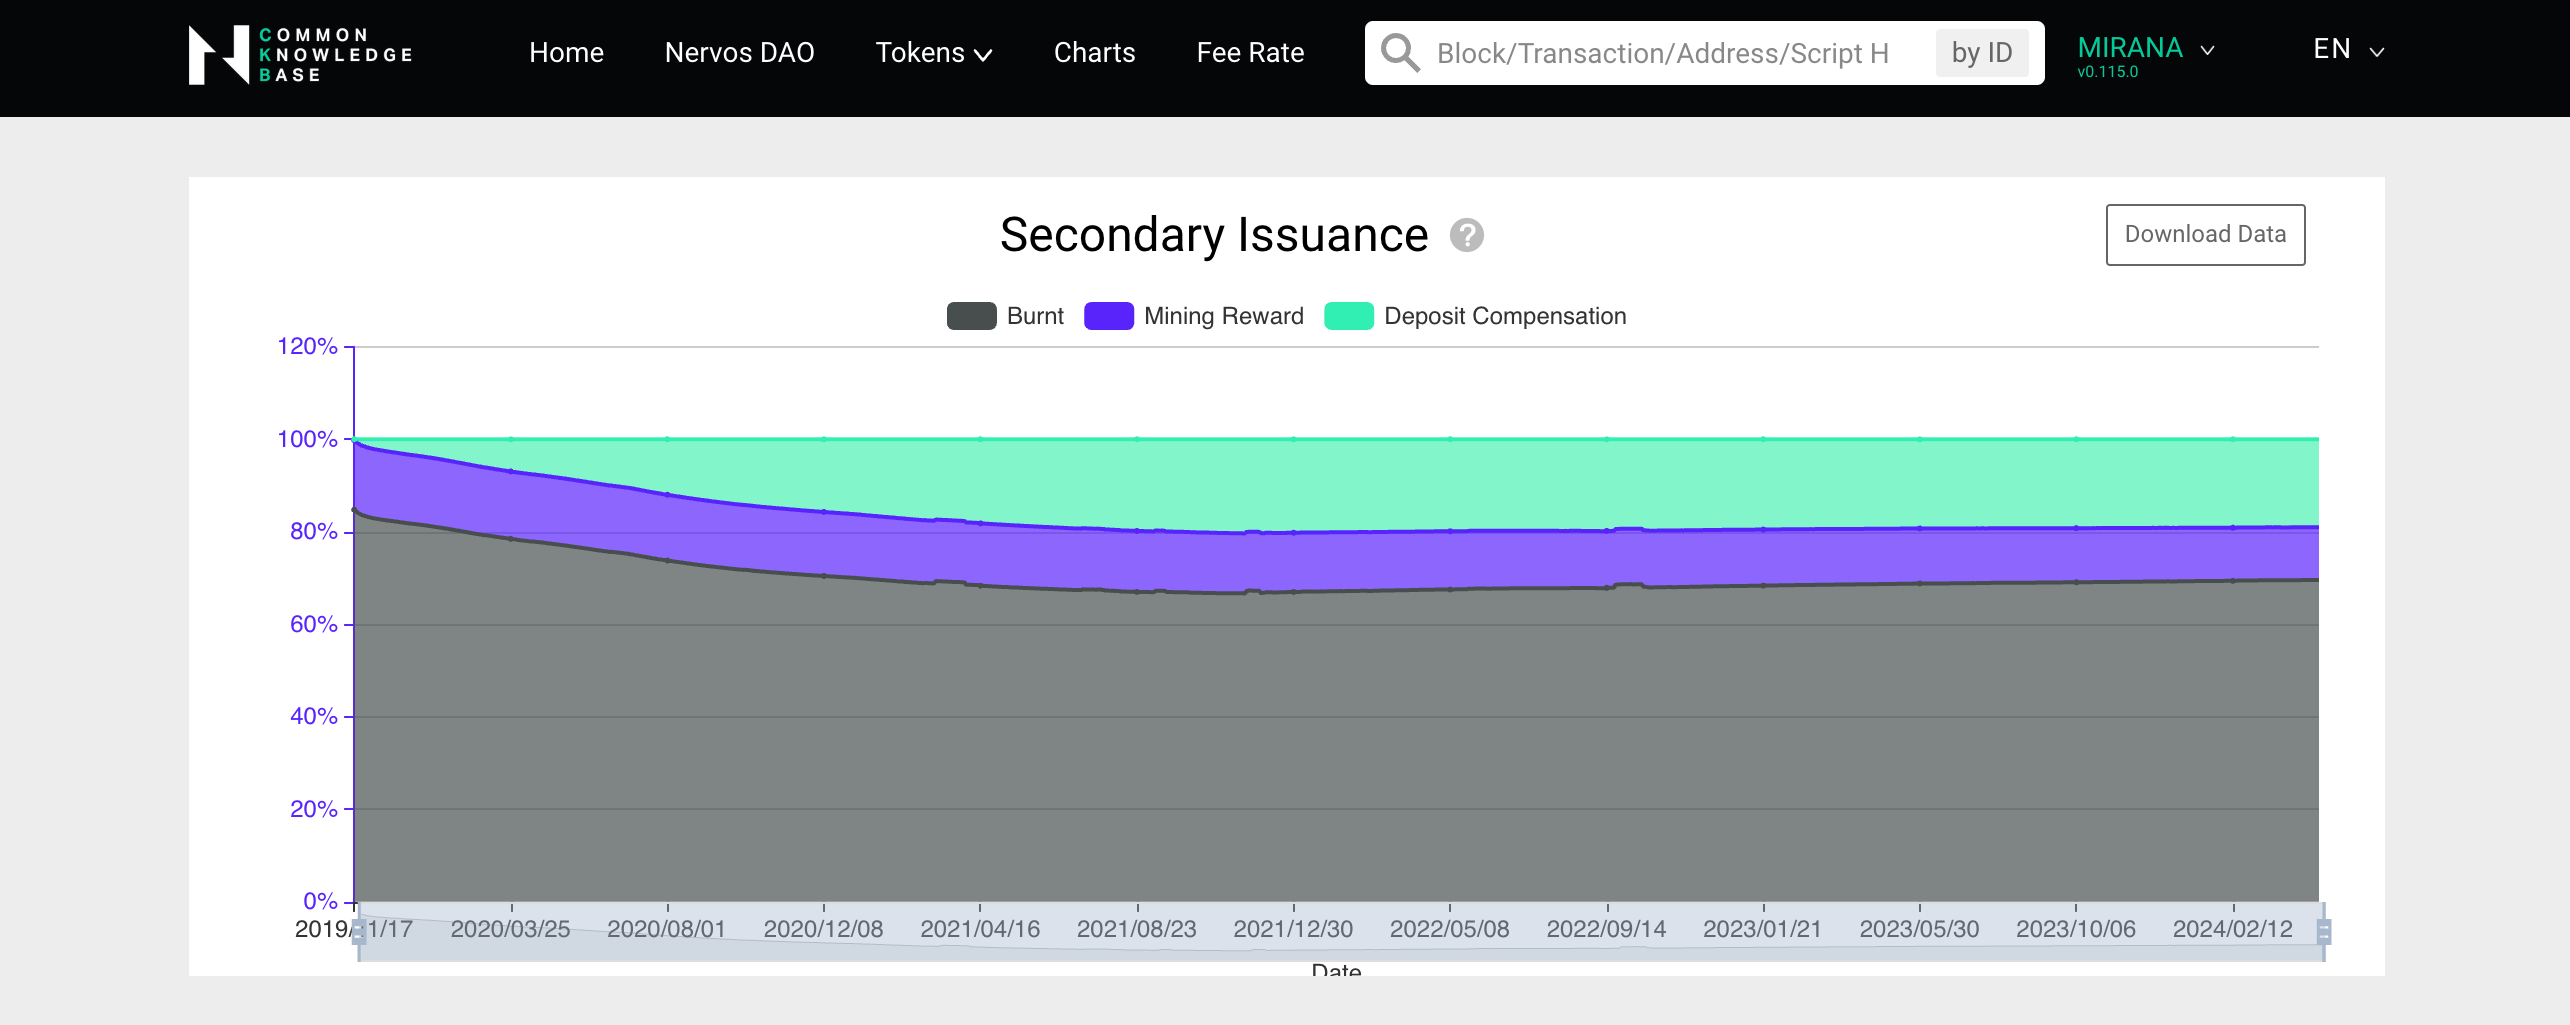 COMMON
KNOWLEDGE
BASE
Home
Nervos DAO
Tokens
Charts
Fee Rate
Block/Transaction/Address/Script H
by ID
MIRANA
v0.115.0
EN
Secondary Issuance
?
Download Data
Burnt
Mining Reward
Deposit Compensation
120%
100%
80%
60%
40%
20%
0%
2019/11/17
2020/03/25
2020/08/01
2020/12/08
2021/04/16
2021/08/23
2021/12/30
2022/05/08
2022/09/14
2023/01/21
2023/05/30
2023/10/06
2024/02/12
Date